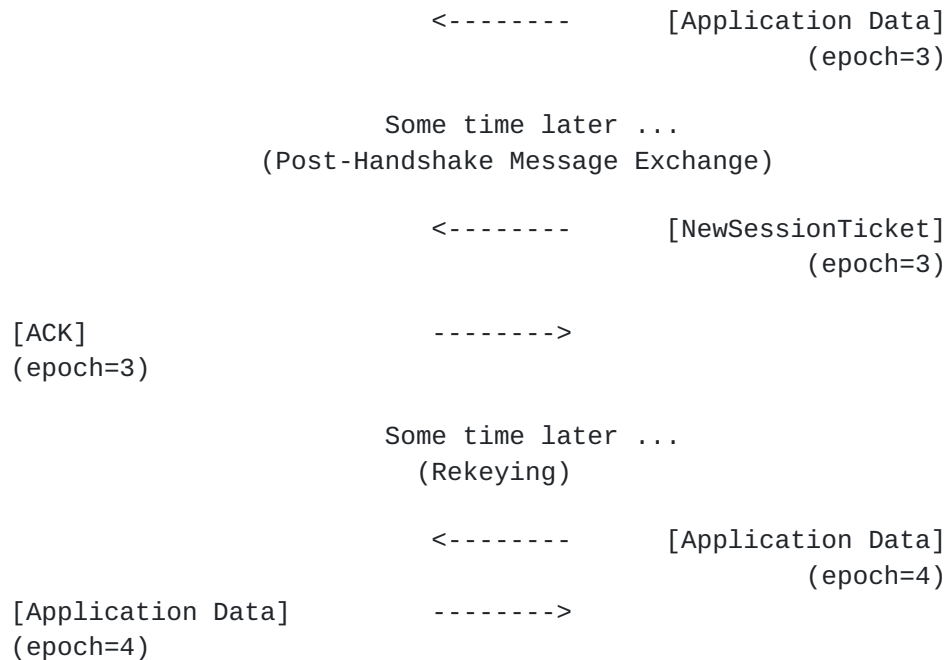 <-------- [Application Data]
(epoch=3)
Some time later ...
(Post-Handshake Message Exchange)
<-------- [NewSessionTicket]
(epoch=3)
[ACK] -------->
(epoch=3)
Some time later ...
(Rekeying)
<-------- [Application Data]
(epoch=4)
[Application Data] -------->
(epoch=4)